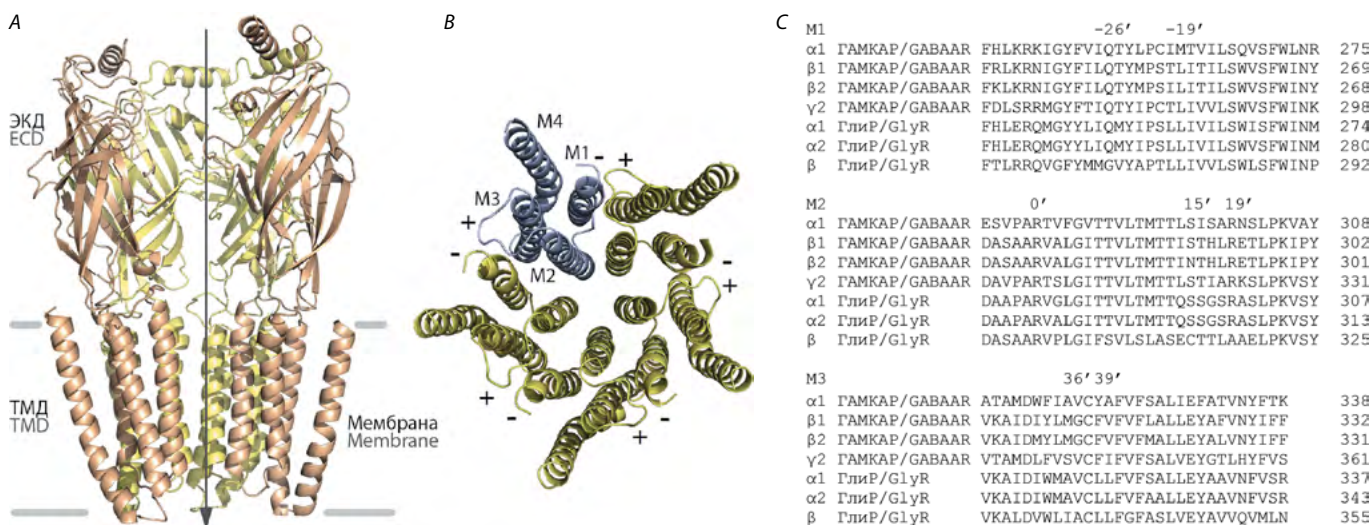 A
ЭКД
ECD
ТМД
TMD
Мембрана
Membrane
B
M4
M1 - +
M3
+
-
M2
+
-
+
-
+
-
C
M1 -26′ -19′
α1 ГАМКАР/GABAAR FHLKRKIGYFVIQTYLPCIMTVILSQVSFWLNR 275
β1 ГАМКАР/GABAAR FRLKRNIGYFILQTYMPSTLITILSWVSFWINY 269
β2 ГАМКАР/GABAAR FKLKRNIGYFILQTYMPSILITILSWVSFWINY 268
γ2 ГАМКАР/GABAAR FDLSRRMGYFTIQTYIPCTLIVVLSWVSFWINK 298
α1 ГлиР/GlyR FHLERQMGYYLIQMYIPSLLIVILSWISFWINM 274
α2 ГлиР/GlyR FHLERQMGYYLIQMYIPSLLIVILSWVSFWINM 280
β ГлиР/GlyR FTLRRQVGFYMMGVYAPTLLIVVLSWLSFWINP 292
M2 0′ 15′ 19′
α1 ГАМКАР/GABAAR ESVPARTVFGVTTVLTMTTLSISARNSLPKVAY 308
β1 ГАМКАР/GABAAR DASAARVALGITTVLTMTTISTHLRETLPKIPY 302
β2 ГАМКАР/GABAAR DASAARVALGITTVLTMTTINTHLRETLPKIPY 301
γ2 ГАМКАР/GABAAR DAVPARTSLGITTVLTMTTLSTIARKSLPKVSY 331
α1 ГлиР/GlyR DAAPARVGLGITTVLTMTTQSSGSRASLPKVSY 307
α2 ГлиР/GlyR DAAPARVALGITTVLTMTTQSSGSRASLPKVSY 313
β ГлиР/GlyR DASAARVPLGIFSVLSLASECTTLAAELPKVSY 325
M3 36′39′
α1 ГАМКАР/GABAAR ATAMDWFIAVCYAFVFSALIEFATVNYFTK 338
β1 ГАМКАР/GABAAR VKAIDIYLMGCFVFVFLALLEYAFVNYIFF 332
β2 ГАМКАР/GABAAR VKAIDMYLMGCFVFVFMALLEYALVNYIFF 331
γ2 ГАМКАР/GABAAR VTAMDLFVSVCFIFVFSALVEYGTLHYFVS 361
α1 ГлиР/GlyR VKAIDIWMAVCLLFVFSALLEYAAVNFVSR 337
α2 ГлиР/GlyR VKAIDIWMAVCLLFVFAALLEYAAVNFVSR 343
β ГлиР/GlyR VKALDVWLIACLLFGFASLVEYAVVQVMLN 355